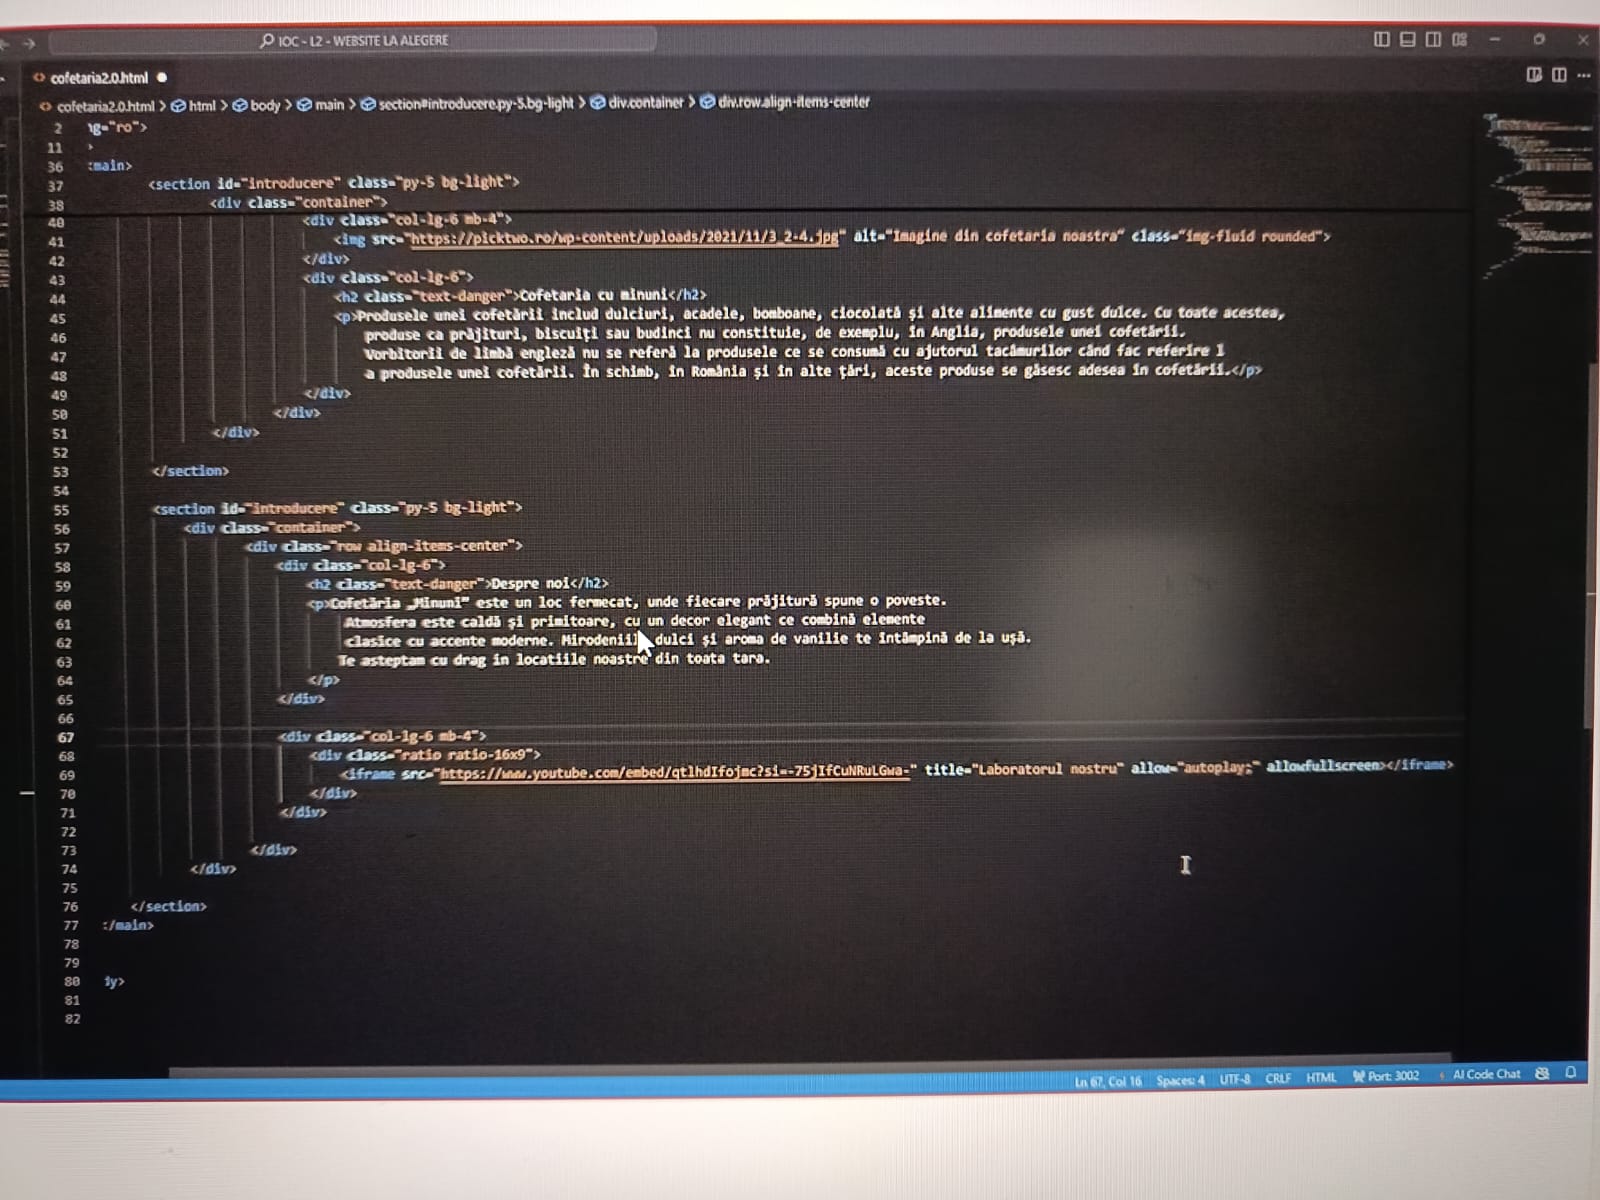 IOC - L2 - WEBSITE LA ALEGERE
cofetaria2.0.html
cofetaria2.0.html > html > body > main > section#introducere.py-5.bg-light > div.container > div.row.align-items-center
2 ıg="ro">
11 >
36 :main>
37 <section id="introducere" class="py-5 bg-light">
38 <div class="container">
40 <div class="col-lg-6 mb-4">
41 <img src="https://picktwo.ro/wp-content/uploads/2021/11/3_2-4.jpg" alt="Imagine din cofetaria noastra" class="img-fluid rounded">
42 </div>
43 <div class="col-lg-6">
44 <h2 class="text-danger">Cofetaria cu minuni</h2>
45 <p>Produsele unei cofetării includ dulciuri, acadele, bomboane, ciocolată și alte alimente cu gust dulce. Cu toate acestea,
46 produse ca prăjituri, biscuiți sau budinci nu constituie, de exemplu, în Anglia, produsele unei cofetării.
47 Vorbitorii de limbă engleză nu se referă la produsele ce se consumă cu ajutorul tacâmurilor când fac referire l
48 a produsele unei cofetării. În schimb, în România și în alte țări, aceste produse se găsesc adesea în cofetării.</p>
49 </div>
50 </div>
51 </div>
52
53 </section>
54
55 <section id="introducere" class="py-5 bg-light">
56 <div class="container">
57 <div class="row align-items-center">
58 <div class="col-lg-6">
59 <h2 class="text-danger">Despre noi</h2>
60 <p>Cofetăria „Minuni” este un loc fermecat, unde fiecare prăjitură spune o poveste.
61 Atmosfera este caldă și primitoare, cu un decor elegant ce combină elemente
62 clasice cu accente moderne. dulci și aroma de vanilie te întâmpină de la ușă.
63 Te asteptam cu drag in locatiile noastre din toata tara.
64 </p>
65 </div>
66
67 <div class="col-lg-6 mb-4">
68 <div class="ratio ratio-16x9">
69 <iframe src="https://www.youtube.com/embed/qtlhdIfojmc?si=-75jIfCuNRuLGwa-" title="Laboratorul nostru" allow="autoplay;" allowfullscreen></iframe>
70 </div>
71 </div>
72
73 </div>
74 </div>
75
76 </section>
77 :/main>
78
79
80 iy>
81
82
Ln 67, Col 16 Spaces: 4 UTF-8 CRLF HTML Port: 3002 AI Code Chat